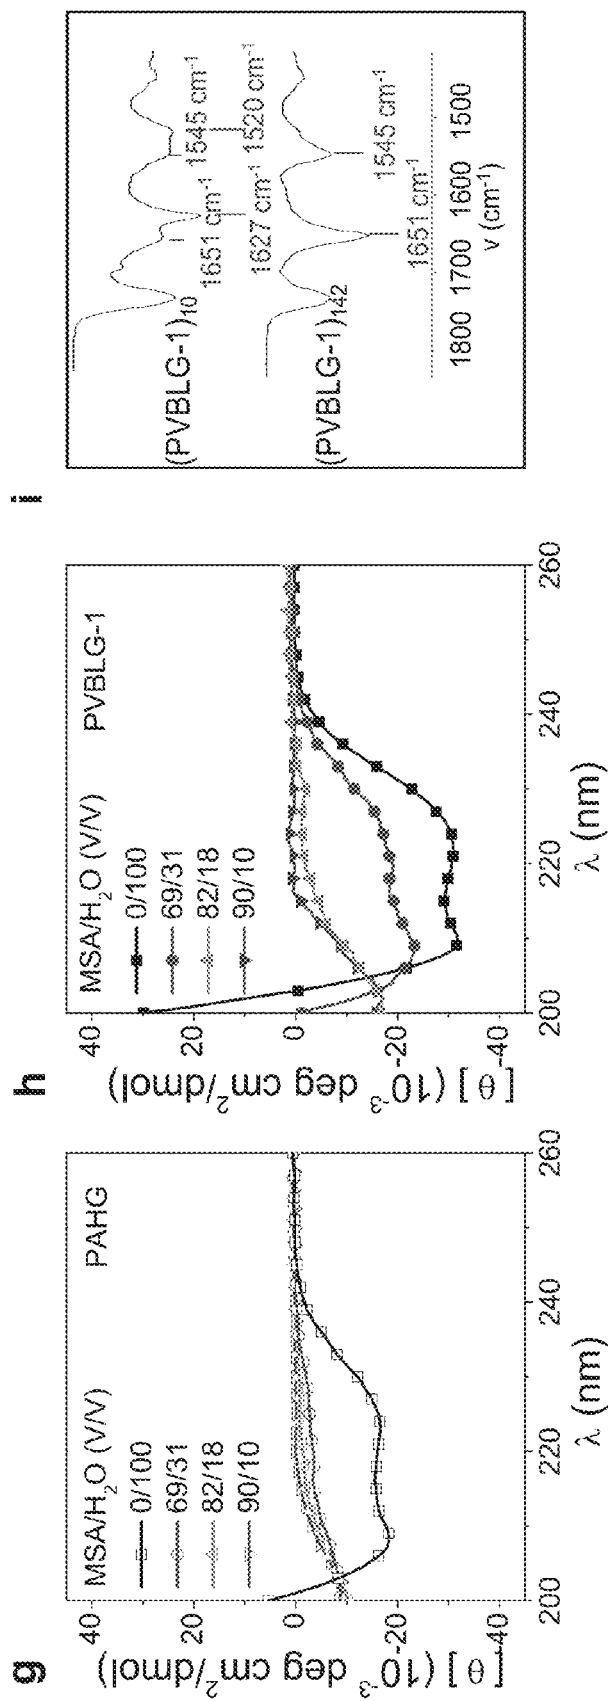 g
MSA/H2O (V/V)
PAHG
0/100
69/31
82/18
90/10
40
20
0
-20
-40
[θ] (10-3 deg cm2/dmol)
200
220
240
260
λ (nm)
h
MSA/H2O (V/V)
PVBLG-1
0/100
69/31
82/18
90/10
40
20
0
-20
-40
[θ] (10-3 deg cm2/dmol)
200
220
240
260
λ (nm)
i
(PVBLG-1)10
1651 cm-1
1545 cm-1
1627 cm-1
1520 cm-1
(PVBLG-1)142
1651 cm-1
1545 cm-1
1800 1700 1600 1500
ν (cm-1)